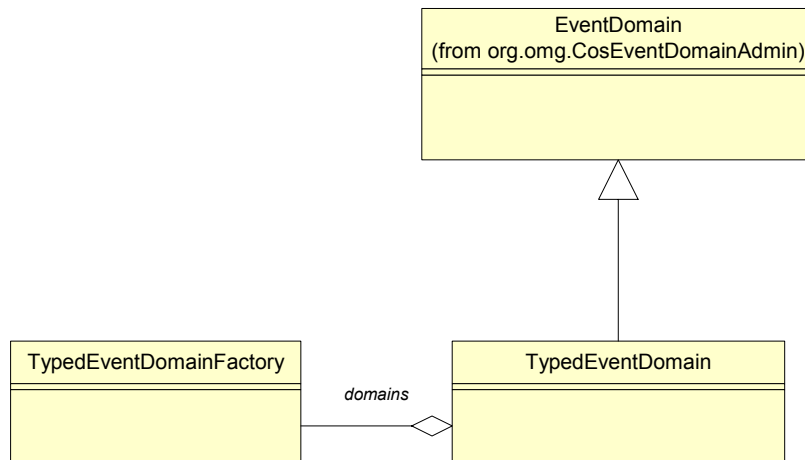 EventDomain
(from org.omg.CosEventDomainAdmin)
TypedEventDomainFactory
domains
TypedEventDomain